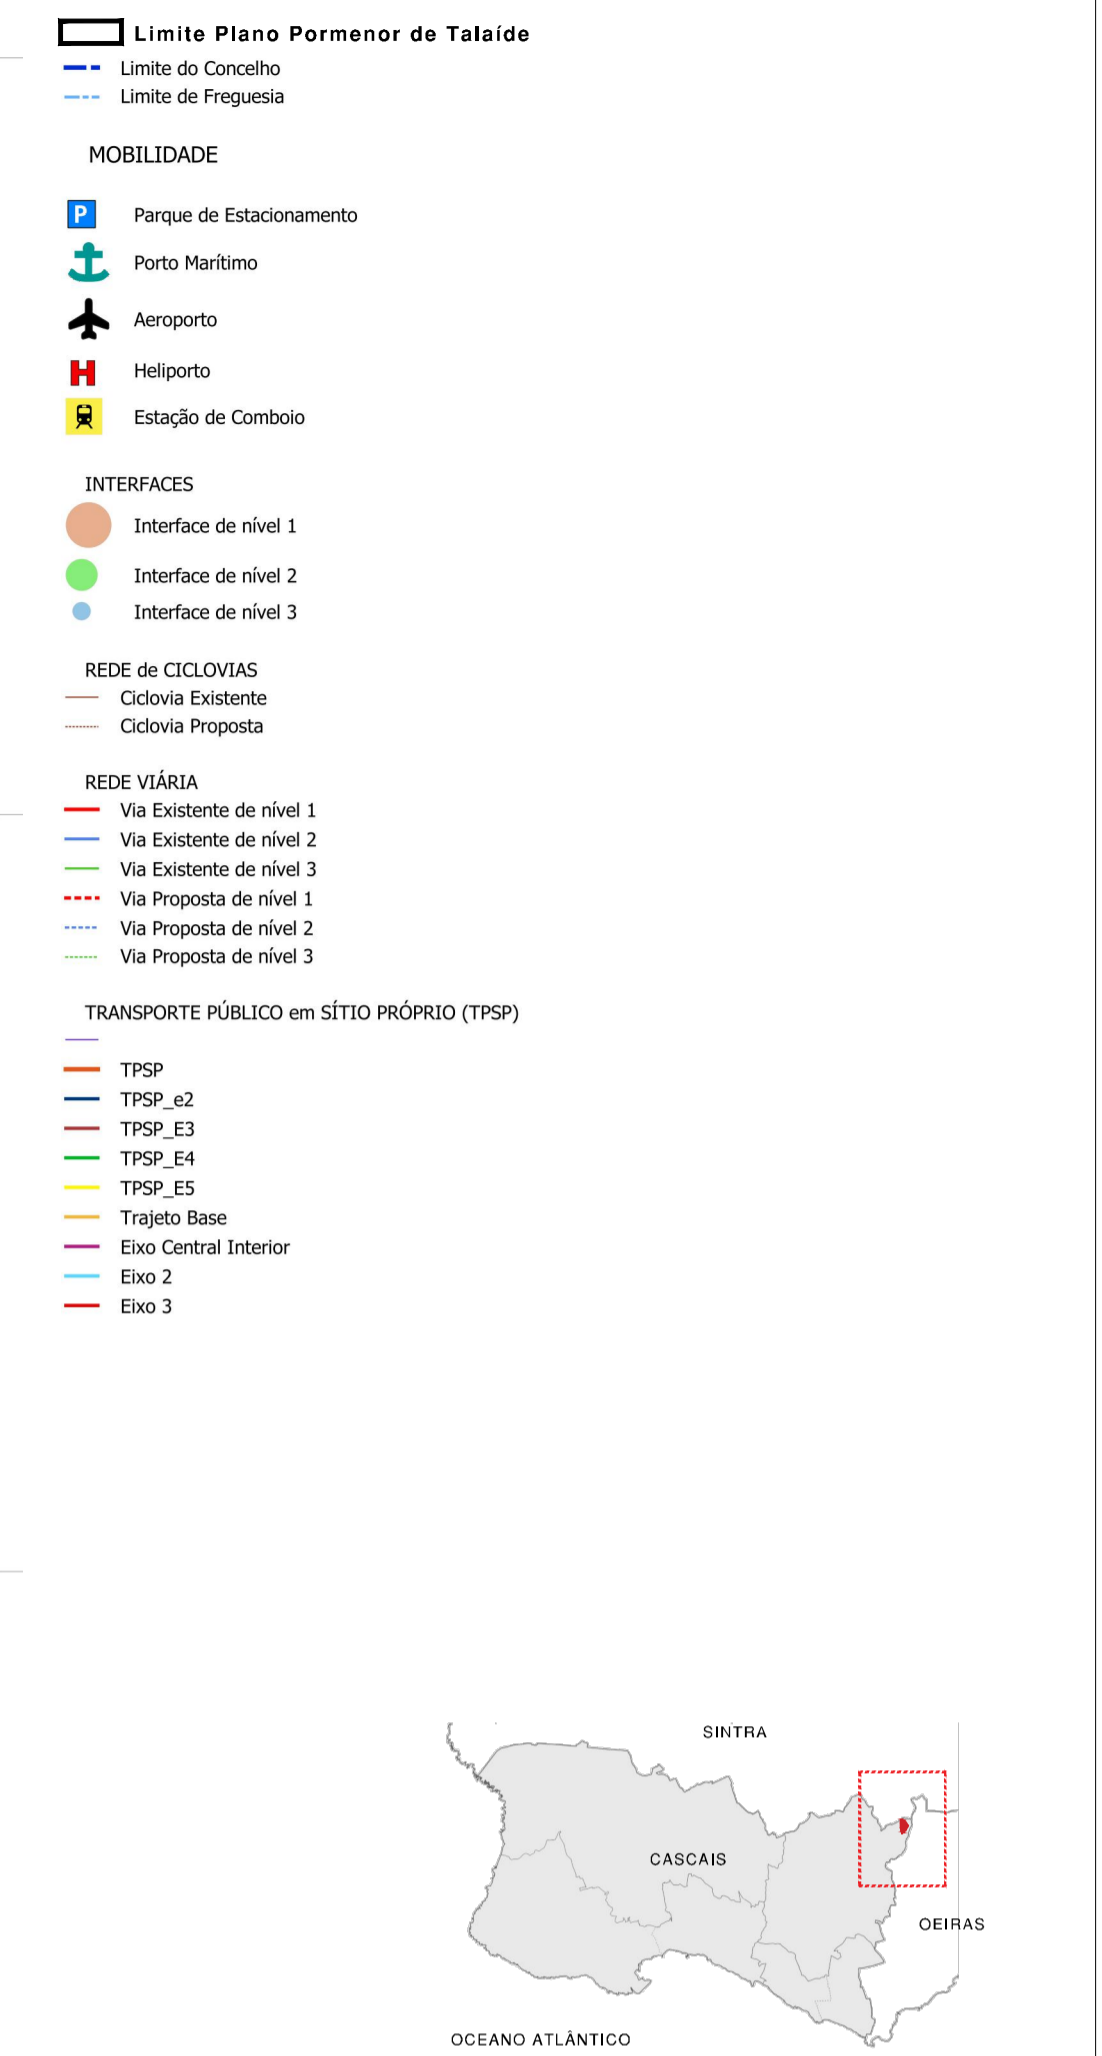 Limite Plano Pormenor de Talaíde
Limite do Concelho
Limite de Freguesia
MOBILIDADE
P Parque de Estacionamento
Porto Marítimo
Aeroporto
H Heliporto
Estação de Comboio
INTERFACES
Interface de nível 1
Interface de nível 2
Interface de nível 3
REDE de CICLOVIAS
Ciclovia Existente
Ciclovia Proposta
REDE VIÁRIA
Via Existente de nível 1
Via Existente de nível 2
Via Existente de nível 3
Via Proposta de nível 1
Via Proposta de nível 2
Via Proposta de nível 3
TRANSPORTE PÚBLICO em SÍTIO PRÓPRIO (TPSP)
TPSP
TPSP_e2
TPSP_E3
TPSP_E4
TPSP_E5
Trajeto Base
Eixo Central Interior
Eixo 2
Eixo 3
SINTRA
CASCAIS
OEIRAS
OCEANO ATLÂNTICO